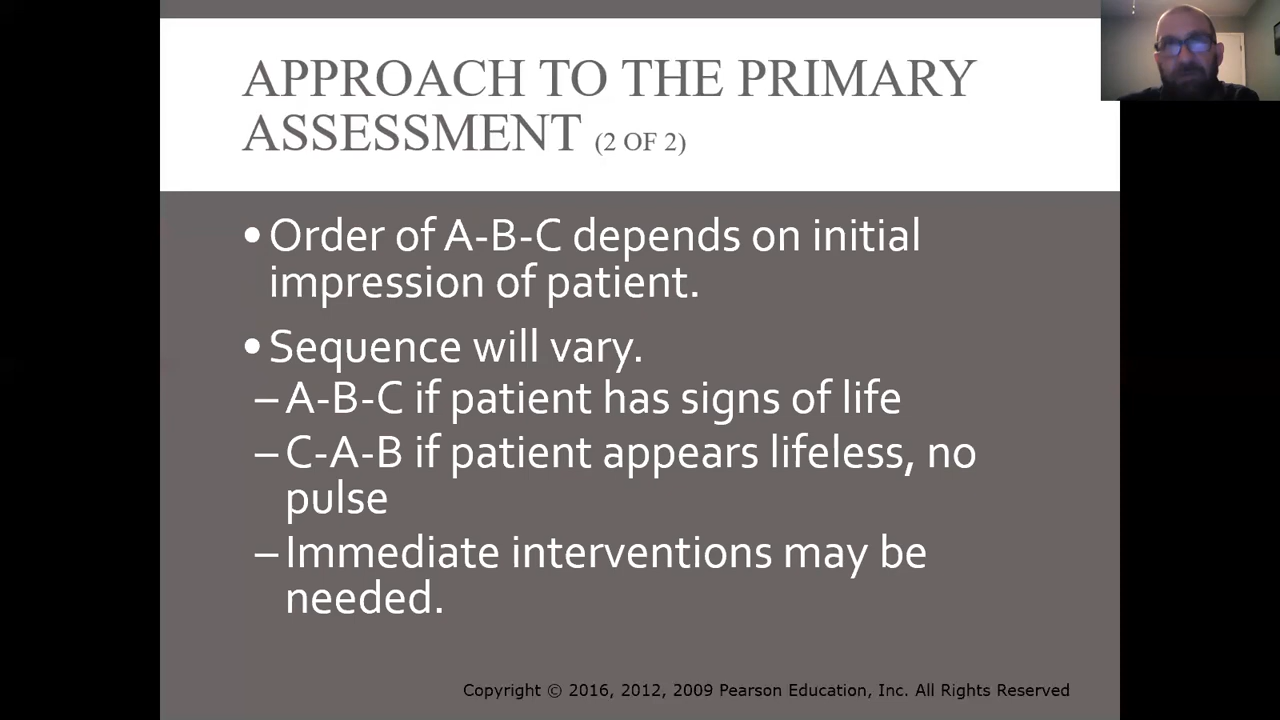 APPROACH TO THE PRIMARY
ASSESSMENT (2 OF 2)
•Order of A-B-C depends on initial
impression of patient.
•Sequence will vary.
–A-B-C if patient has signs of life
–C-A-B if patient appears lifeless, no
pulse
–Immediate interventions may be
needed.
Copyright © 2016, 2012, 2009 Pearson Education, Inc. All Rights Reserved